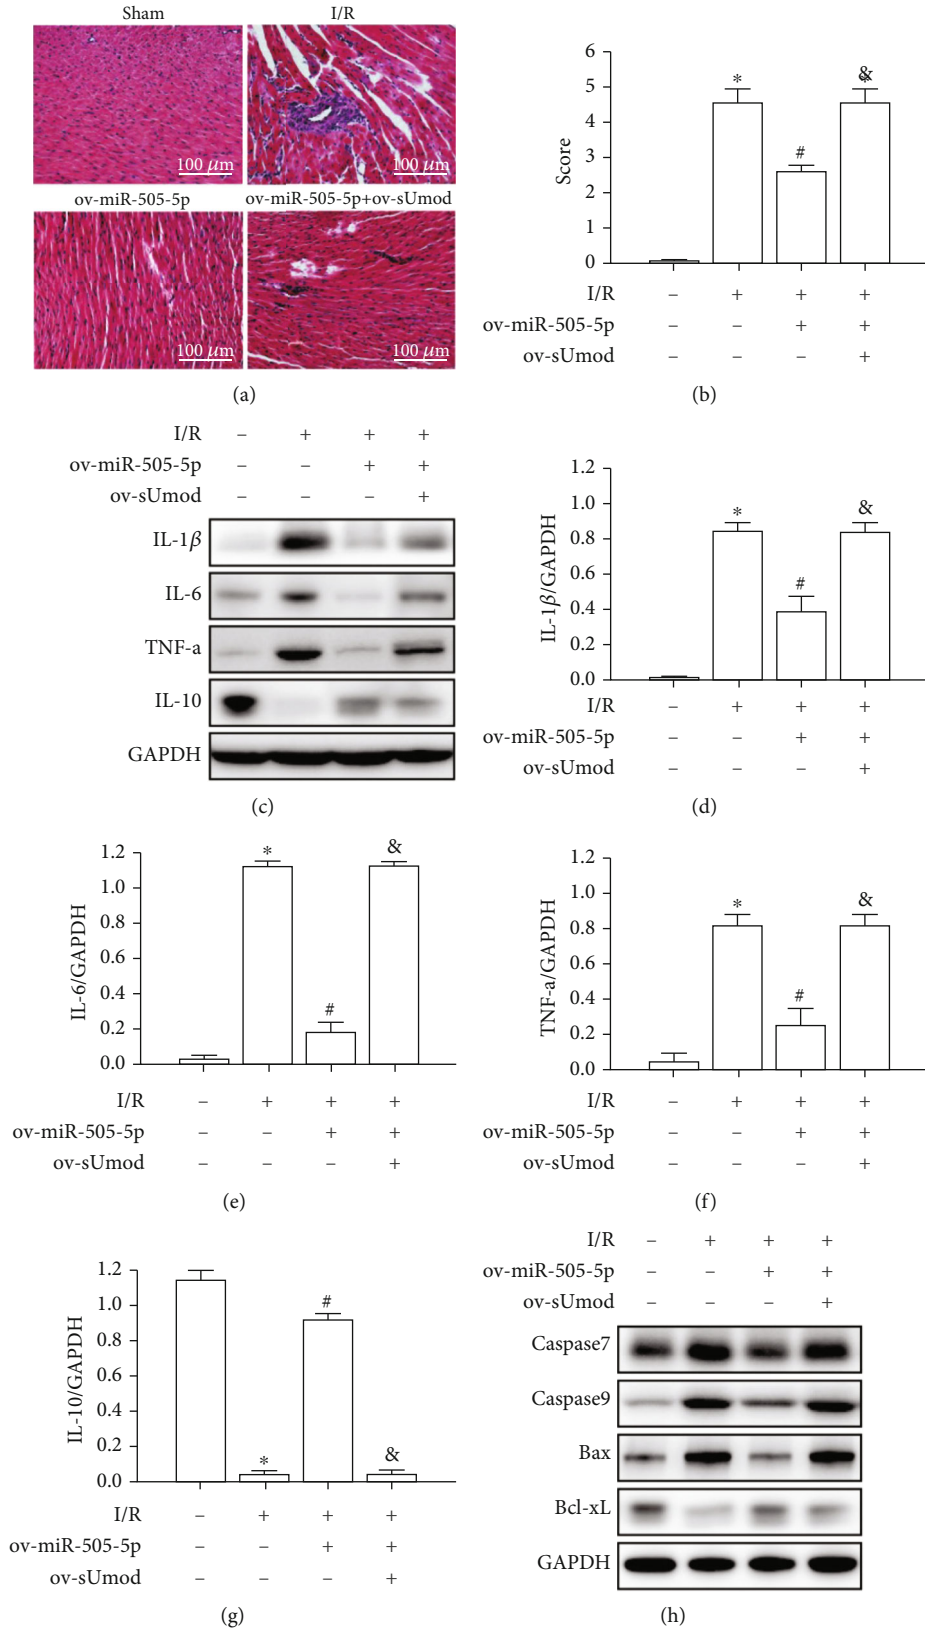 Sham
I/R
100 μm
100 μm
ov-miR-505-5p
ov-miR-505-5p+ov-sUmod
100 μm
100 μm
(a)
6
5
4
3
2
1
0
Score
*
#
&
*
I/R – + + +
ov-miR-505-5p – – + +
ov-sUmod – – – +
(b)
I/R – + + +
ov-miR-505-5p – – + +
ov-sUmod – – – +
IL-1β
IL-6
TNF-a
IL-10
GAPDH
(c)
1.2
1.0
0.8
0.6
0.4
0.2
0.0
IL-1β/GAPDH
*
#
&
I/R – + + +
ov-miR-505-5p – – + +
ov-sUmod – – – +
(d)
1.2
1.0
0.8
0.6
0.4
0.2
0.0
IL-6/GAPDH
*
#
&
I/R – + + +
ov-miR-505-5p – – + +
ov-sUmod – – – +
(e)
1.2
1.0
0.8
0.6
0.4
0.2
0.0
TNF-a/GAPDH
*
#
&
I/R – + + +
ov-miR-505-5p – – + +
ov-sUmod – – – +
(f)
1.2
1.0
0.8
0.6
0.4
0.2
0.0
IL-10/GAPDH
*
#
&
I/R – + + +
ov-miR-505-5p – – + +
ov-sUmod – – – +
(g)
I/R – + + +
ov-miR-505-5p – – + +
ov-sUmod – – – +
Caspase7
Caspase9
Bax
Bcl-xL
GAPDH
(h)